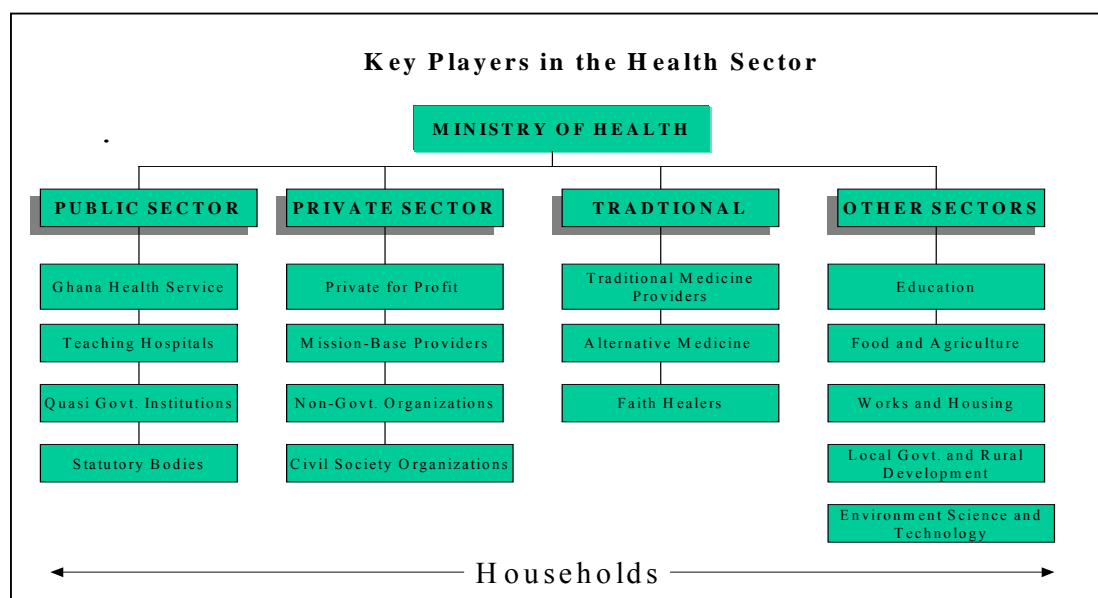 Key Players in the Health Sector
MINISTRY OF HEALTH
PUBLIC SECTOR
PRIVATE SECTOR
TRADTIONAL
OTHER SECTORS
Ghana Health Service
Private for Profit
Traditional Medicine
Providers
Education
Teaching Hospitals
Mission-Base Providers
Alternative Medicine
Food and Agriculture
Quasi Govt. Institutions
Non-Govt. Organizations
Faith Healers
Works and Housing
Statutory Bodies
Civil Society Organizations
Local Govt. and Rural
Development
Environment Science and
Technology
Households